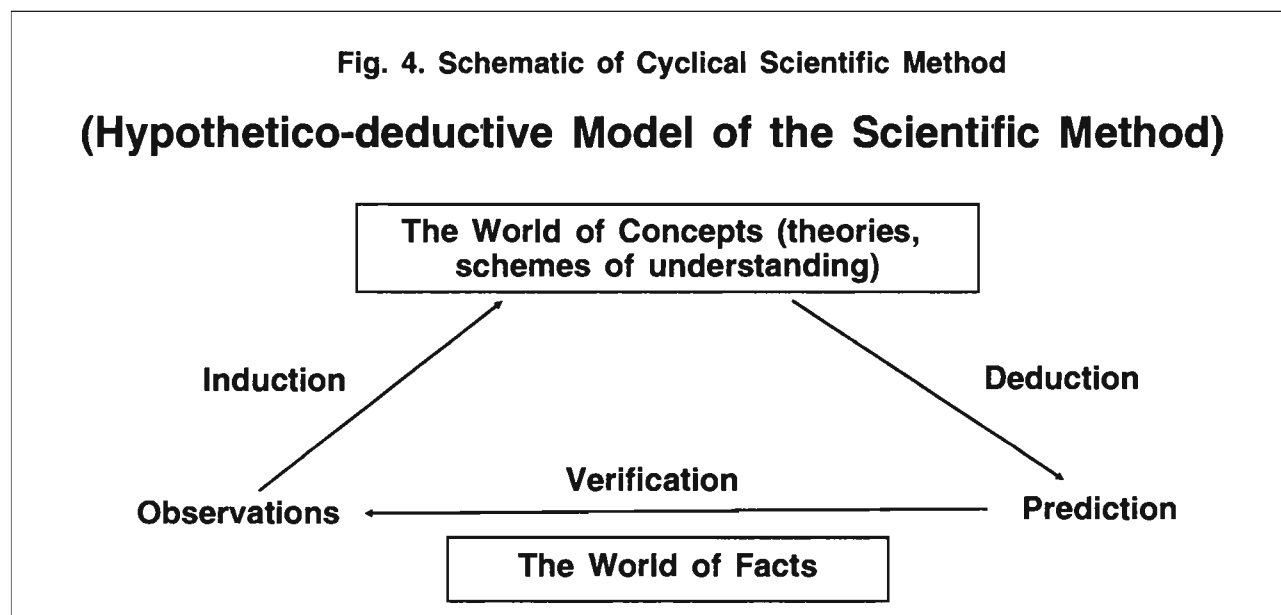 Fig. 4. Schematic of Cyclical Scientific Method
(Hypothetico-deductive Model of the Scientific Method)
The World of Concepts (theories,
schemes of understanding)
Induction
Deduction
Verification
Observations
Prediction
The World of Facts